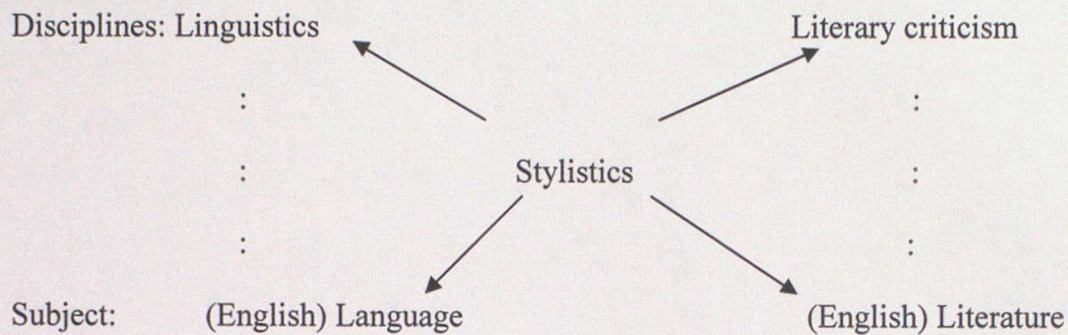 Disciplines: Linguistics Literary criticism
: :
: :
Stylistics
: :
Subject: (English) Language (English) Literature